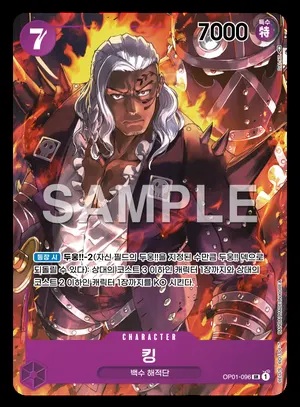 7
7000
특수
特
SAMPLE
등장 시 두웅!!-2(자신 필드의 두웅!!을 지정된 수만큼 두웅!! 덱으로
되돌릴 수 있다): 상대의 코스트 3 이하인 캐릭터 1장까지와 상대의
코스트 2 이하인 캐릭터 1장까지를 KO 시킨다.
CHARACTER
킹
백수 해적단
OP01-096 SR 1